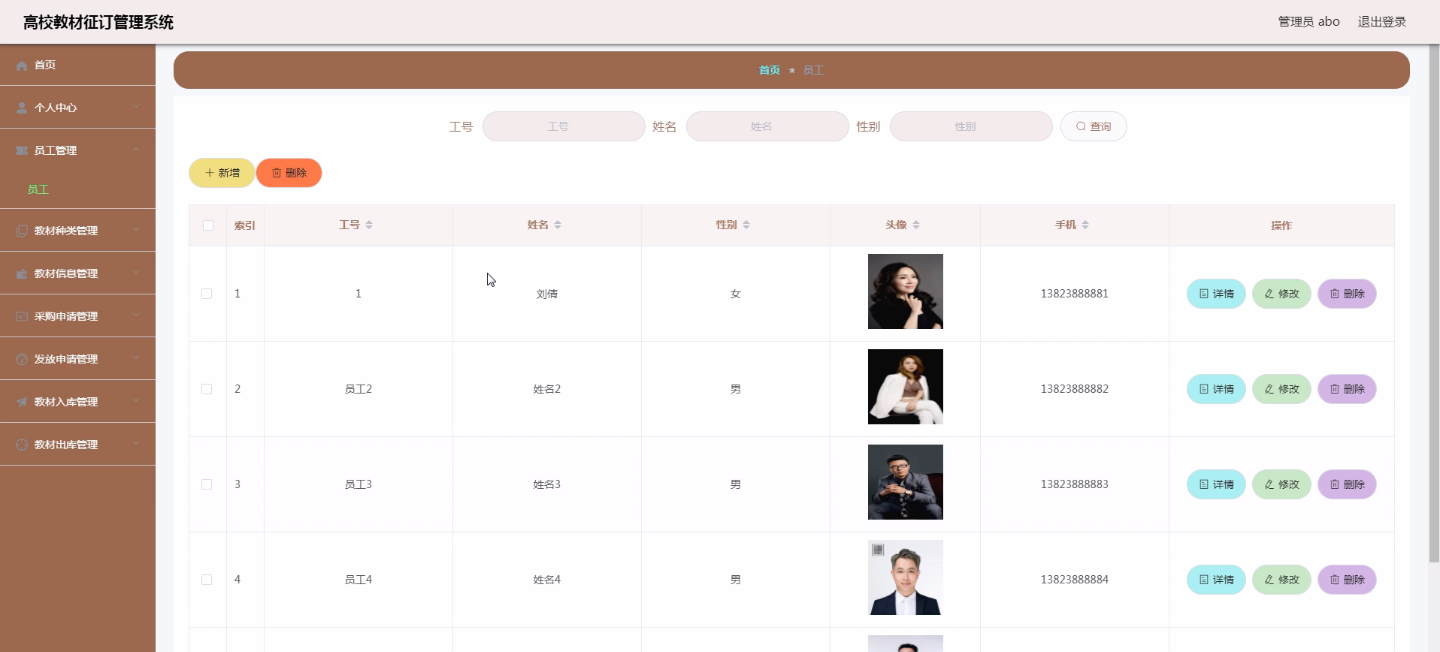 高校教材征订管理系统
管理员 abo 退出登录
首页
个人中心
员工管理
员工
教材种类管理
教材信息管理
采购申请管理
发放申请管理
教材入库管理
教材出库管理
首页 ★ 员工
工号 工号 姓名 姓名 性别 性别 查询
新增 删除
索引 工号 姓名 性别 头像 手机 操作
1 1 刘倩 女 13823888881 详情 修改 删除
2 员工2 姓名2 男 13823888882 详情 修改 删除
3 员工3 姓名3 男 13823888883 详情 修改 删除
4 员工4 姓名4 男 13823888884 详情 修改 删除